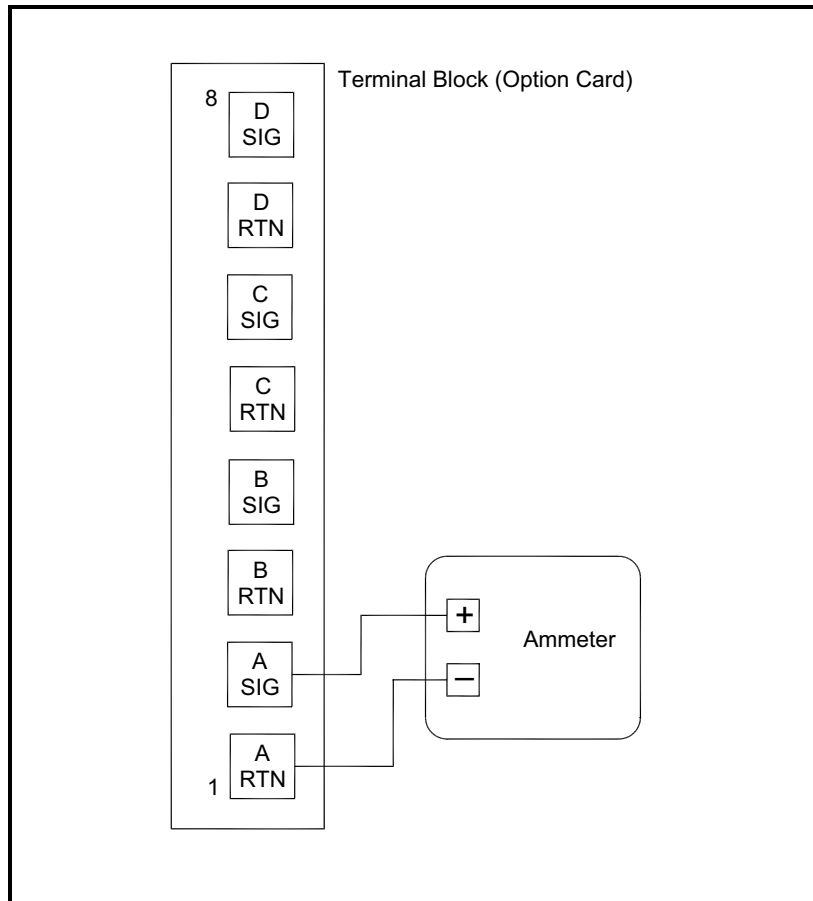 Terminal Block (Option Card)
8
D
SIG
D
RTN
C
SIG
C
RTN
B
SIG
B
RTN
A
SIG
A
RTN
1
+
Ammeter
−